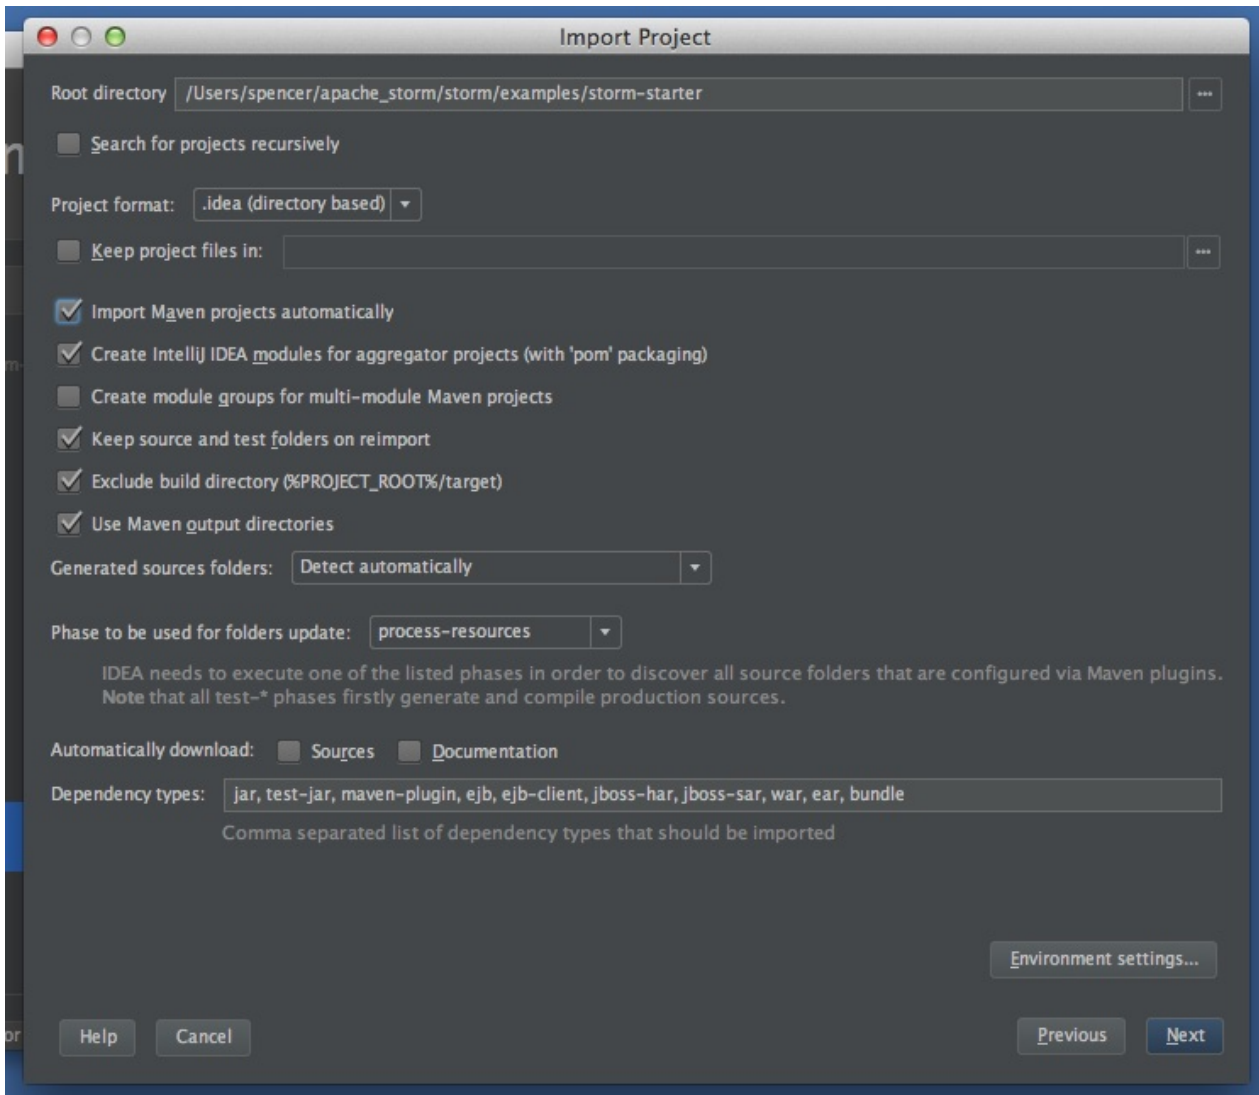 Import Project
Root directory /Users/spencer/apache_storm/storm/examples/storm-starter
Search for projects recursively
Project format: .idea (directory based)
Keep project files in:
Import Maven projects automatically
Create IntelliJ IDEA modules for aggregator projects (with 'pom' packaging)
Create module groups for multi-module Maven projects
Keep source and test folders on reimport
Exclude build directory (%PROJECT_ROOT%/target)
Use Maven output directories
Generated sources folders: Detect automatically
Phase to be used for folders update: process-resources
IDEA needs to execute one of the listed phases in order to discover all source folders that are configured via Maven plugins.
Note that all test-* phases firstly generate and compile production sources.
Automatically download: Sources Documentation
Dependency types: jar, test-jar, maven-plugin, ejb, ejb-client, jboss-har, jboss-sar, war, ear, bundle
Comma separated list of dependency types that should be imported
Environment settings...
Help Cancel Previous Next